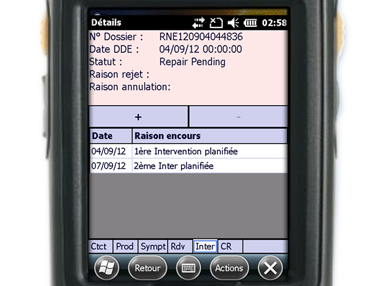 Détails 02:58
N° Dossier : RNE120904044836
Date DDE : 04/09/12 00:00:00
Statut : Repair Pending
Raison rejet :
Raison annulation:
+ -
Date Raison encours
04/09/12 1ère Intervention planifiée
07/09/12 2ème Inter planifiée
Ctct Prod Sympt Rdv Inter CR
Retour Actions